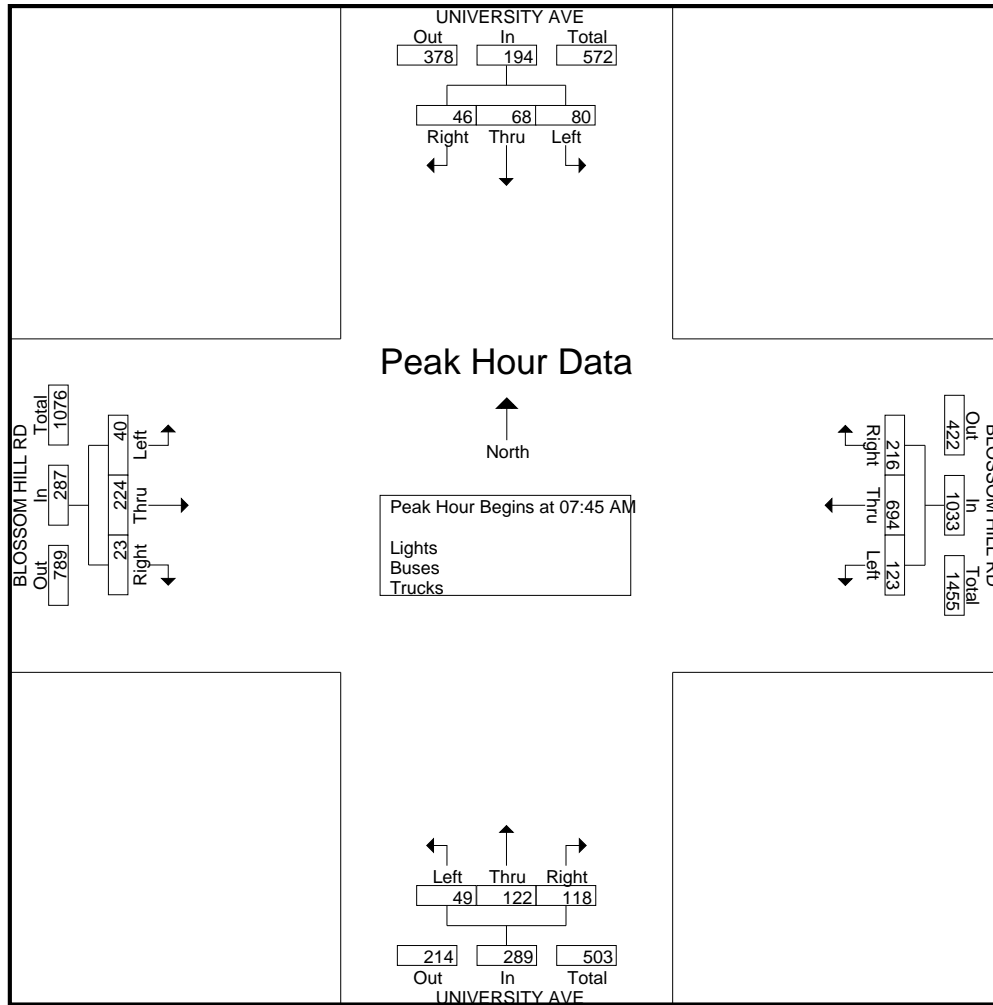 UNIVERSITY AVE
Out In Total
378 194 572
46 68 80
Right Thru Left
Peak Hour Data
North
Peak Hour Begins at 07:45 AM
Lights
Buses
Trucks
BLOSSOM HILL RD
Total In Out
1076 287 789
40 224 23
Left Thru Right
BLOSSOM HILL RD
Out In Total
422 1033 1455
216 694 123
Right Thru Left
Left Thru Right
49 122 118
214 289 503
Out In Total
UNIVERSITY AVE